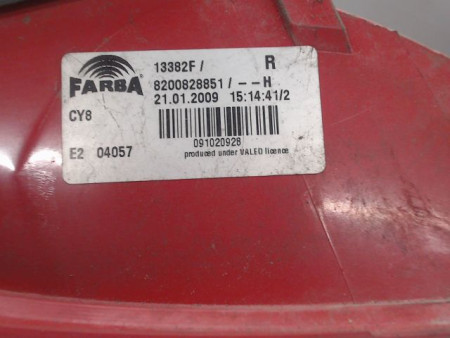 13382F / R
FARBA 8200828851 / - - H
21.01.2009 15:14:41/2
CY8
091020928
E2 04057
produced under VALEO licence